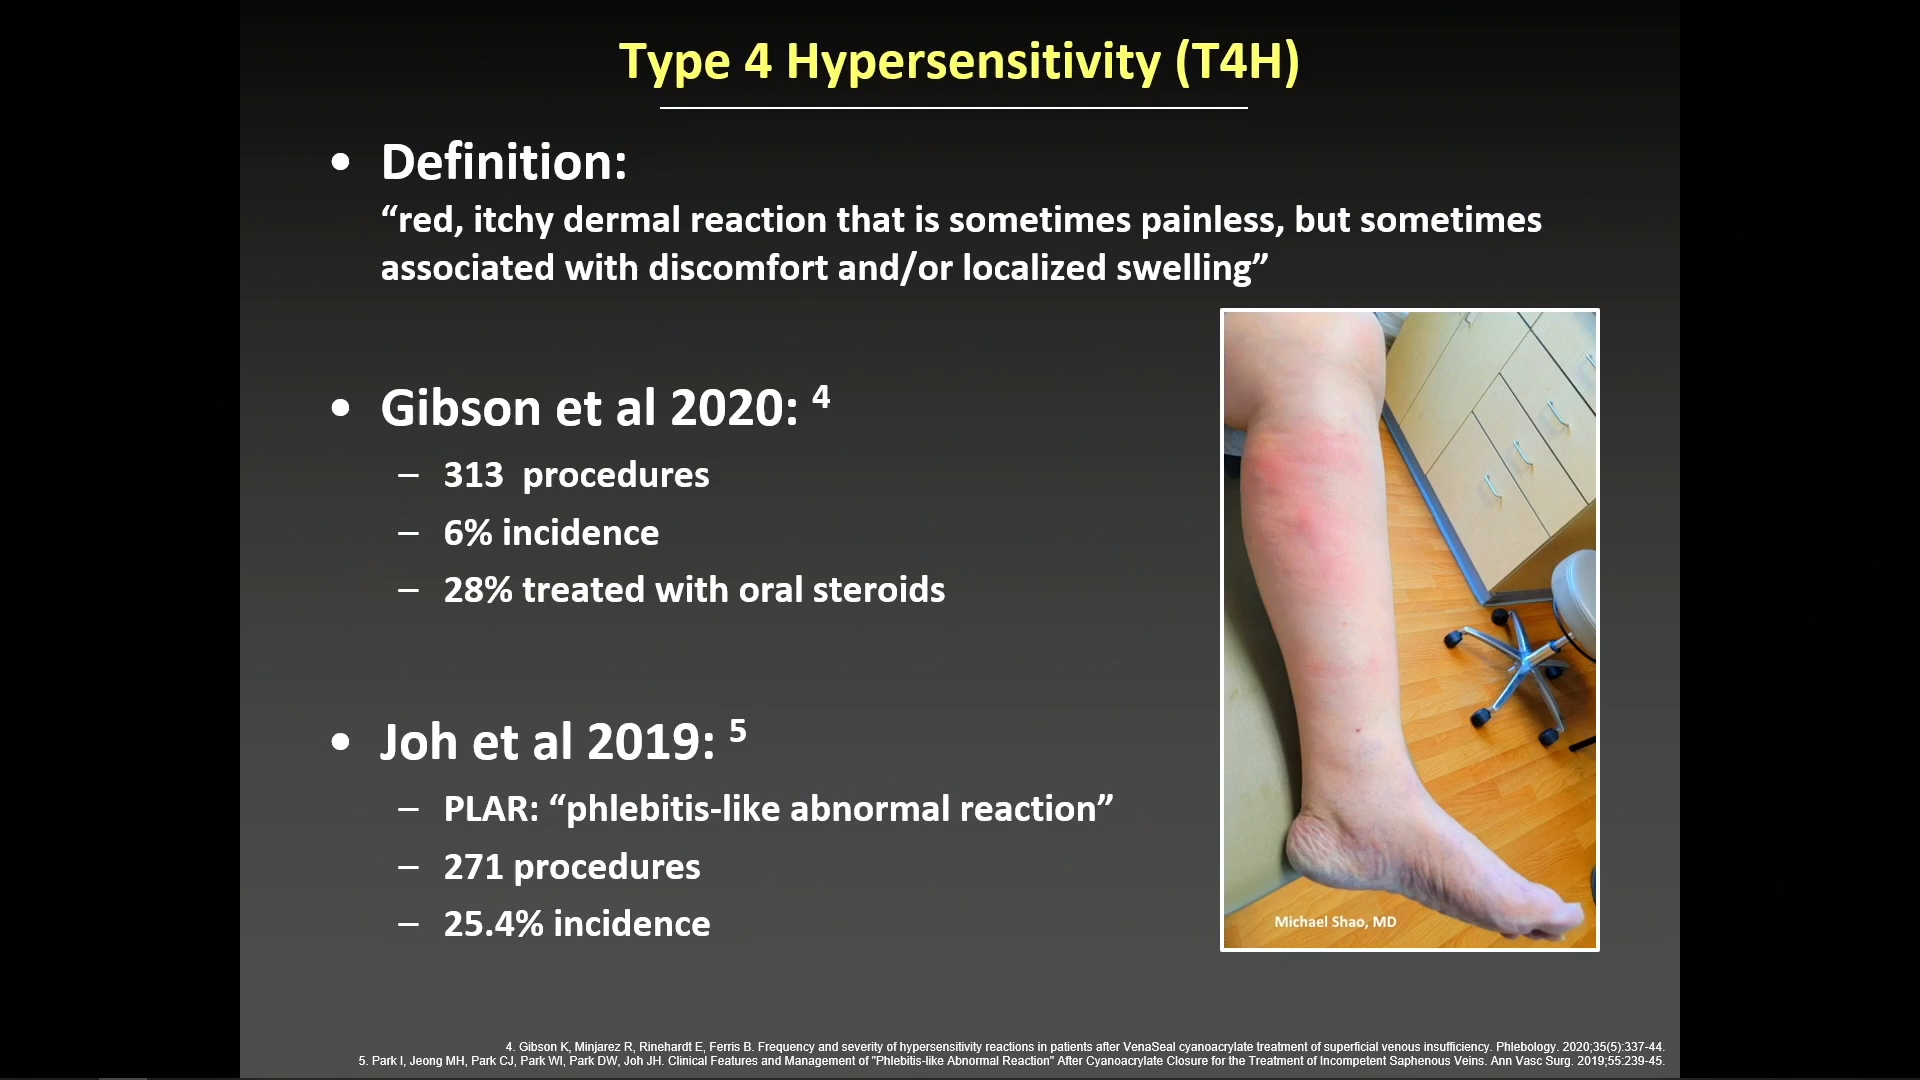 Type 4 Hypersensitivity (T4H)
• Definition:
“red, itchy dermal reaction that is sometimes painless, but sometimes
associated with discomfort and/or localized swelling”
• Gibson et al 2020: 4
– 313 procedures
– 6% incidence
– 28% treated with oral steroids
• Joh et al 2019: 5
– PLAR: “phlebitis-like abnormal reaction”
– 271 procedures
– 25.4% incidence
Michael Shao, MD
4. Gibson K, Minjarez R, Rinehardt E, Ferris B. Frequency and severity of hypersensitivity reactions in patients after VenaSeal cyanoacrylate treatment of superficial venous insufficiency. Phlebology. 2020;35(5):337-44.
5. Park I, Jeong MH, Park CJ, Park WI, Park DW, Joh JH. Clinical Features and Management of "Phlebitis-like Abnormal Reaction" After Cyanoacrylate Closure for the Treatment of Incompetent Saphenous Veins. Ann Vasc Surg. 2019;55:239-45.